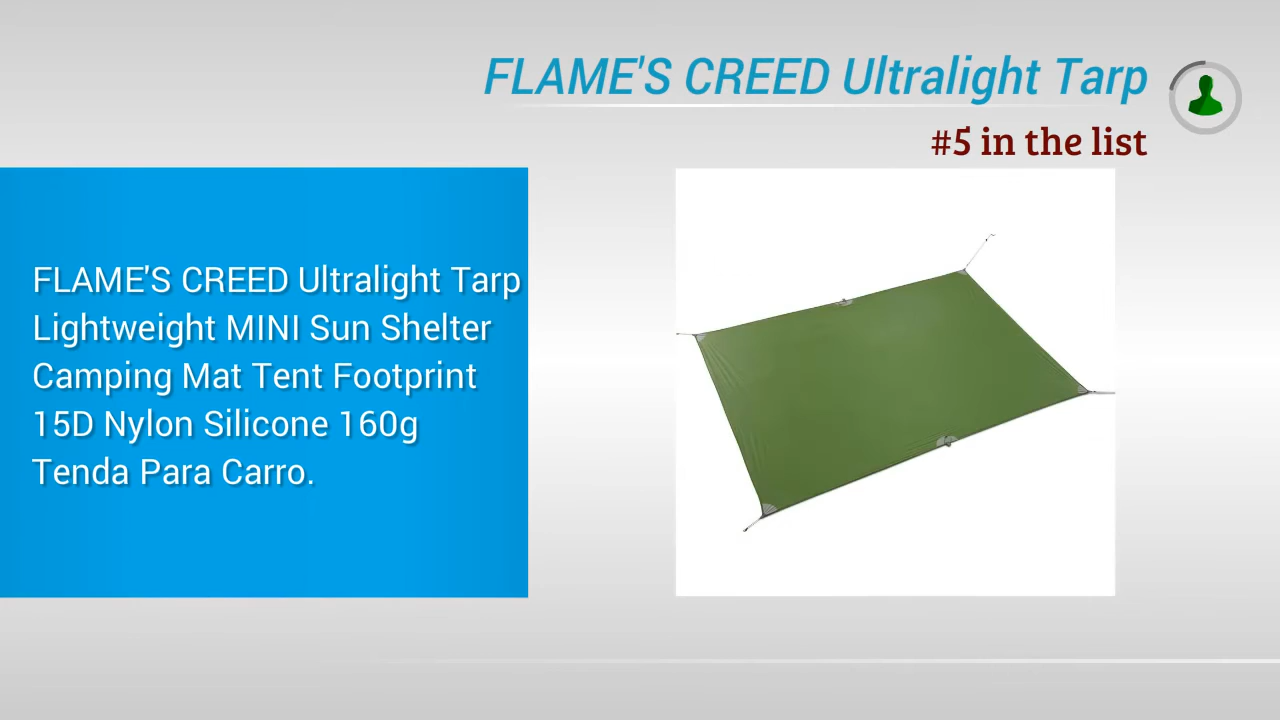 FLAME'S CREED Ultralight Tarp
#5 in the list
FLAME'S CREED Ultralight Tarp
Lightweight MINI Sun Shelter
Camping Mat Tent Footprint
15D Nylon Silicone 160g
Tenda Para Carro.